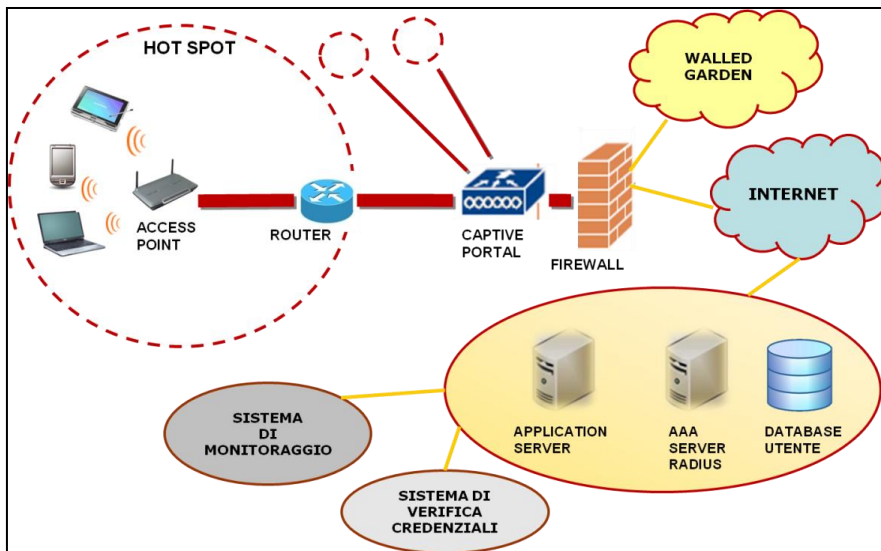 HOT SPOT
WALLED
GARDEN
INTERNET
ACCESS
POINT
ROUTER
CAPTIVE
PORTAL
FIREWALL
SISTEMA
DI
MONITORAGGIO
APPLICATION
SERVER
AAA
SERVER
RADIUS
DATABASE
UTENTE
SISTEMA DI
VERIFICA
CREDENZIALI